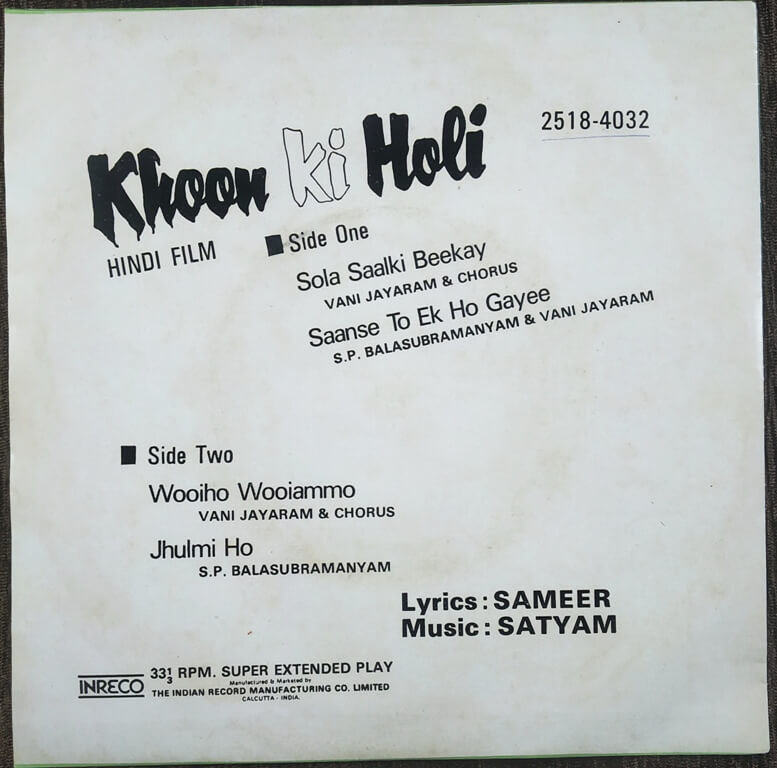 Khoon ki Holi
2518-4032
HINDI FILM
Side One
Sola Saalki Beekay
VANI JAYARAM & CHORUS
Saanse To Ek Ho Gayee
S.P. BALASUBRAMANYAM & VANI JAYARAM
Side Two
Wooiho Wooiammo
VANI JAYARAM & CHORUS
Jhulmi Ho
S.P. BALASUBRAMANYAM
Lyrics : SAMEER
Music : SATYAM
INRECO
33⅓ RPM. SUPER EXTENDED PLAY
Manufactured & Marketed by
THE INDIAN RECORD MANUFACTURING CO. LIMITED
CALCUTTA - INDIA.